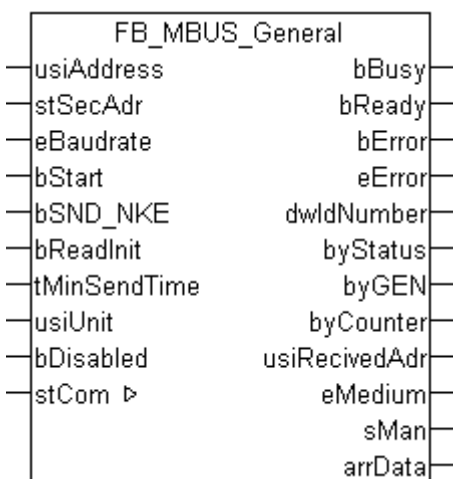 FB_MBUS_General
usiAddress bBusy
stSecAdr bReady
eBaudrate bError
bStart eError
bSND_NKE dwIdNumber
bReadInit byStatus
tMinSendTime byGEN
usiUnit byCounter
bDisabled usiRecivedAdr
stCom ▷ eMedium
sMan
arrData